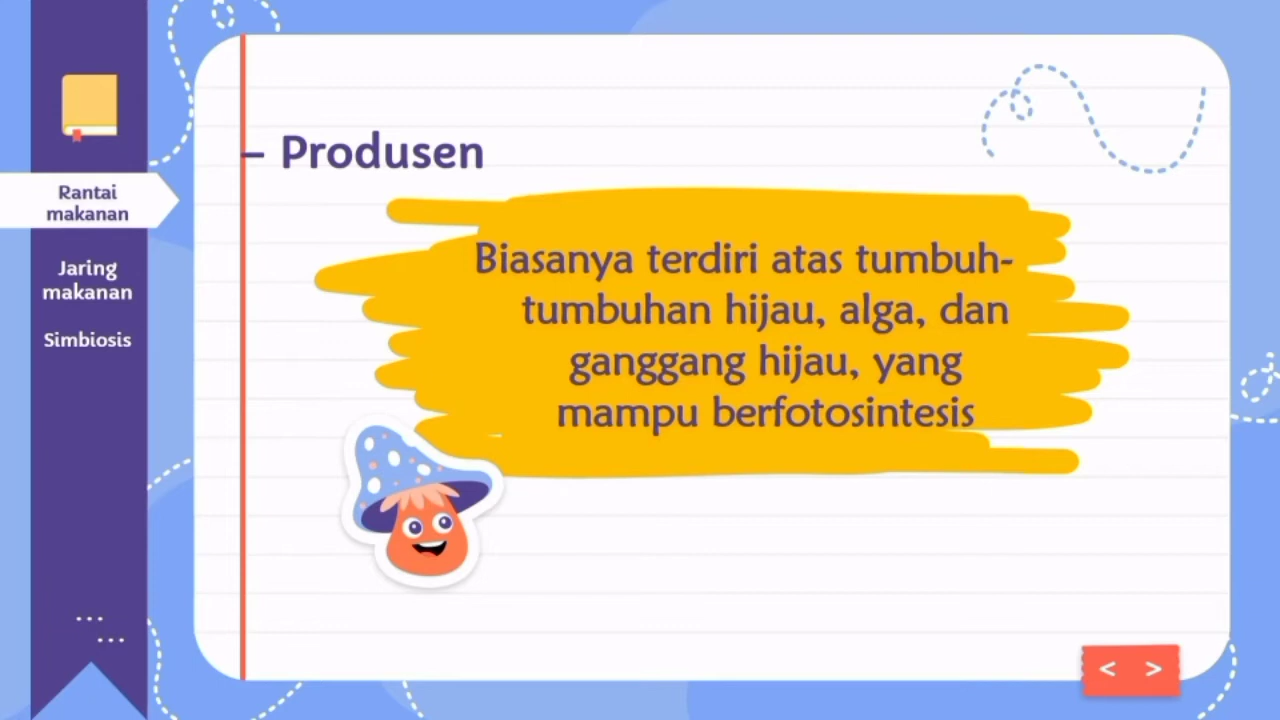 Rantai
makanan
Jaring
makanan
Simbiosis
– Produsen
Biasanya terdiri atas tumbuh-
tumbuhan hijau, alga, dan
ganggang hijau, yang
mampu berfotosintesis
< >